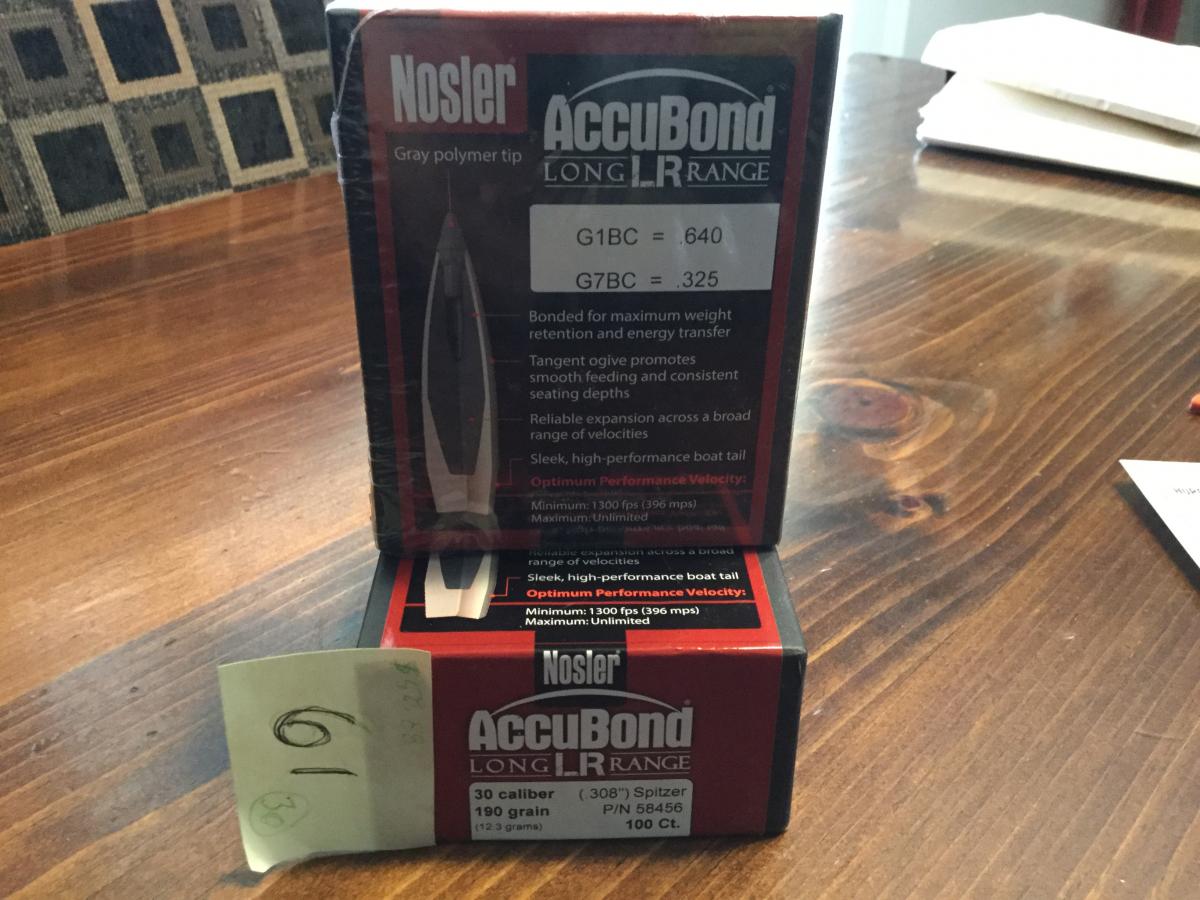 Nosler
ACCUBOND
LONG LR RANGE
Gray polymer tip
G1BC = .640
G7BC = .325
Bonded for maximum weight
retention and energy transfer
Tangent ogive promotes
smooth feeding and consistent
seating depths
Reliable expansion across a broad
range of velocities
Sleek, high-performance boat tail
Optimum Performance Velocity:
Minimum: 1300 fps (396 mps)
Maximum: Unlimited
Reliable expansion across a broad
range of velocities
Sleek, high-performance boat tail
Optimum Performance Velocity:
Minimum: 1300 fps (396 mps)
Maximum: Unlimited
Nosler
ACCUBOND
LONG LR RANGE
30 caliber (.308") Spitzer
190 grain P/N 58456
(12.3 grams) 100 Ct.